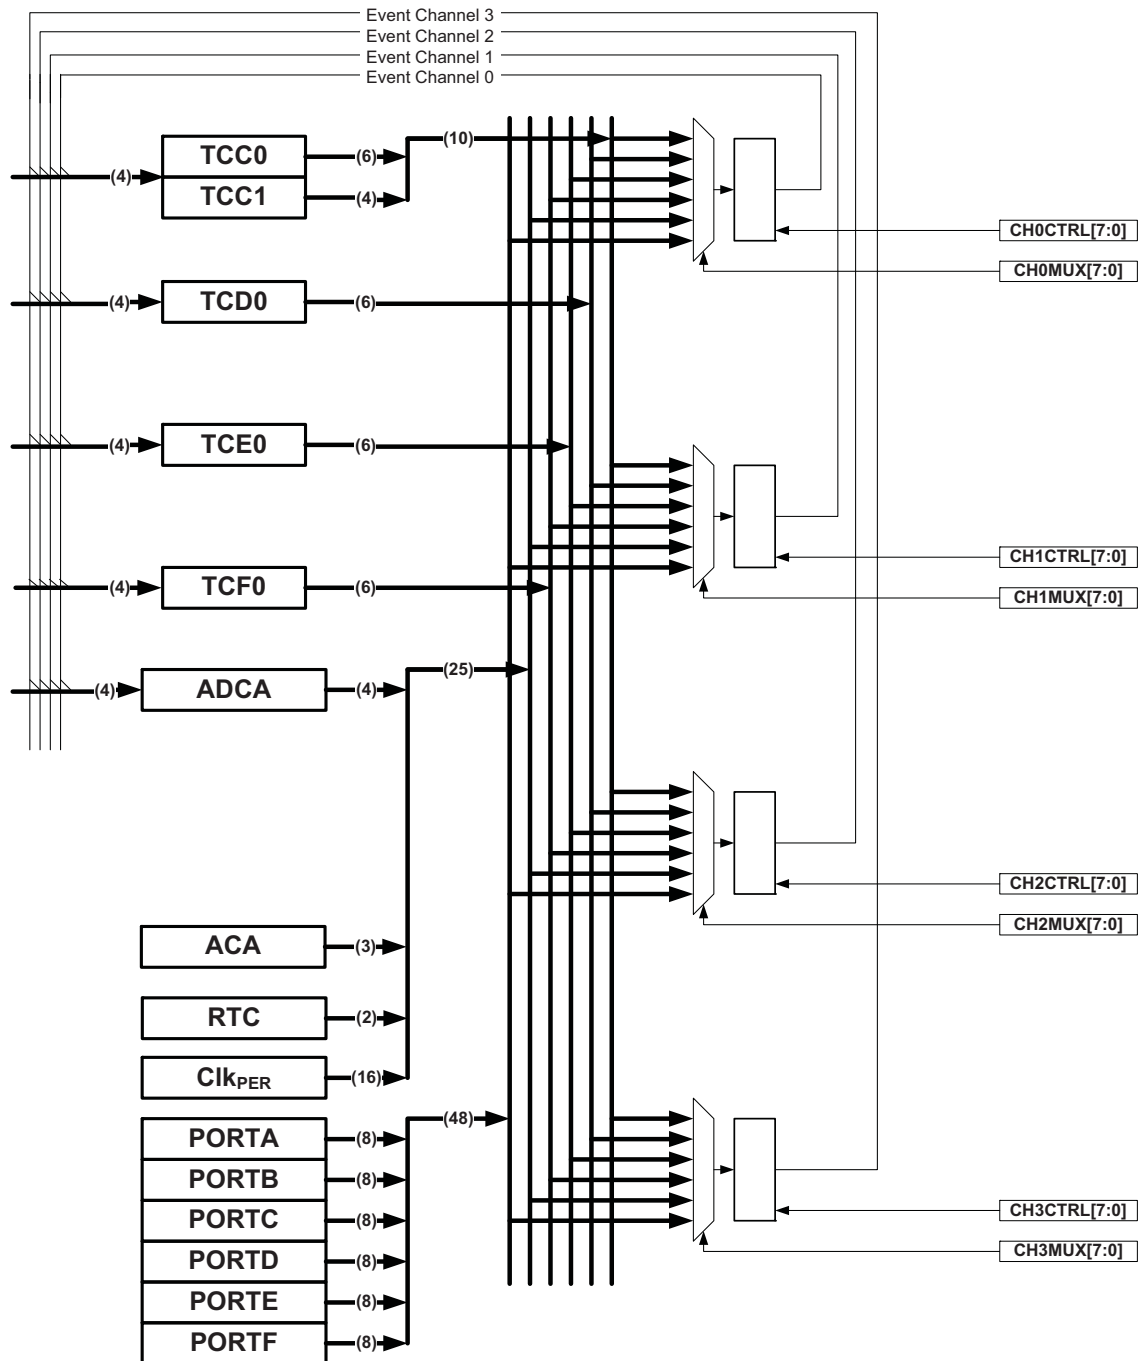 Event Channel 3
Event Channel 2
Event Channel 1
Event Channel 0
TCC0 (6) (10)
(4) TCC1 (4)
CH0CTRL[7:0]
CH0MUX[7:0]
(4) TCD0 (6)
(4) TCE0 (6)
CH1CTRL[7:0]
(4) TCF0 (6)
CH1MUX[7:0]
(25)
(4) ADCA (4)
CH2CTRL[7:0]
CH2MUX[7:0]
ACA (3)
RTC (2)
ClkPER (16)
(48)
PORTA (8)
PORTB (8)
CH3CTRL[7:0]
PORTC (8)
CH3MUX[7:0]
PORTD (8)
PORTE (8)
PORTF (8)